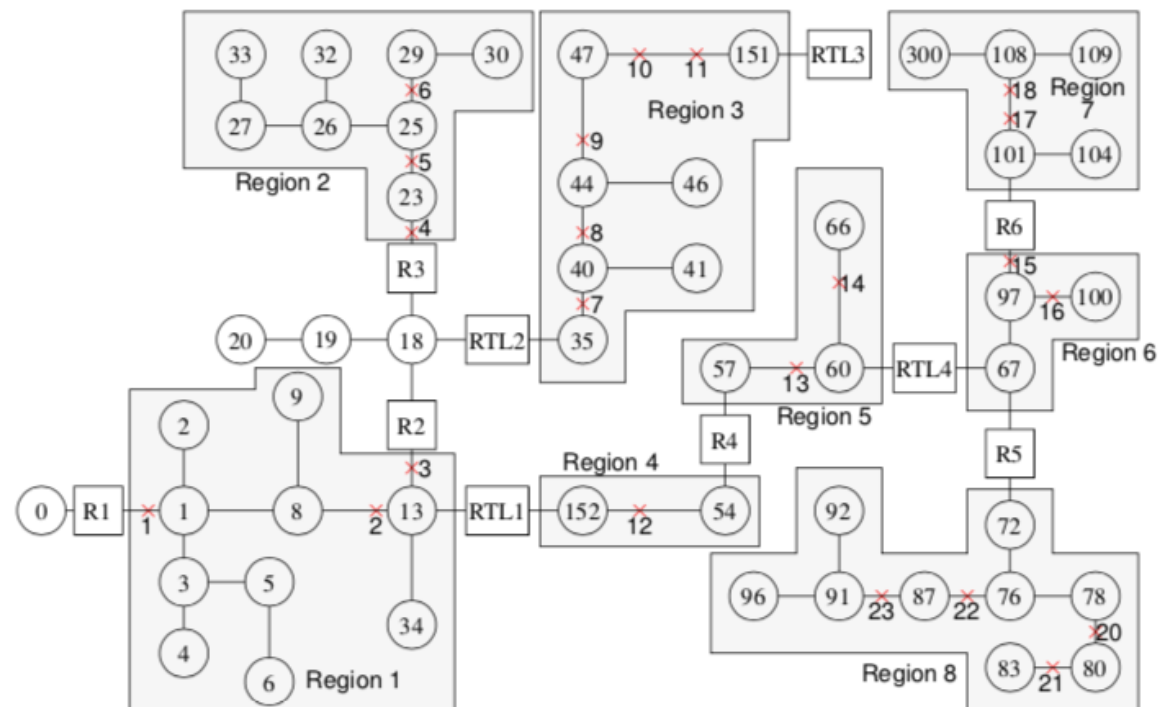 33 32 29 30
6
27 26 25
5
Region 2
23
4
R3
20 19 18 RTL2 35
47 10 11 151 RTL3
Region 3
9
44 46
8
40 41
7
300 108 109
18 Region
7
17
101 104
R6
15
97 16 100
67
Region 6
66
14
57 13 60 RTL4
Region 5
R4
R5
9
2
R2
3
0 R1 1 1 8 2 13 RTL1
Region 4
152 12 54
3 5
4 6
34
Region 1
92
72
96 91 23 87 22 76 78
20
83 21 80
Region 8